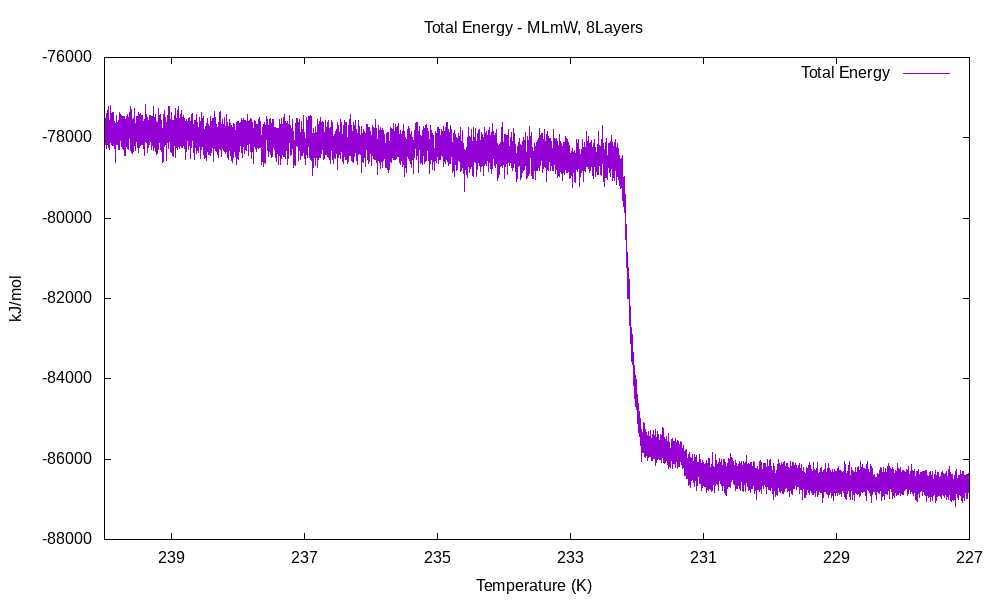 Total Energy - MLmW, 8Layers
Total Energy
-76000
-78000
-80000
-82000
-84000
-86000
-88000
kJ/mol
239 237 235 233 231 229 227
Temperature (K)